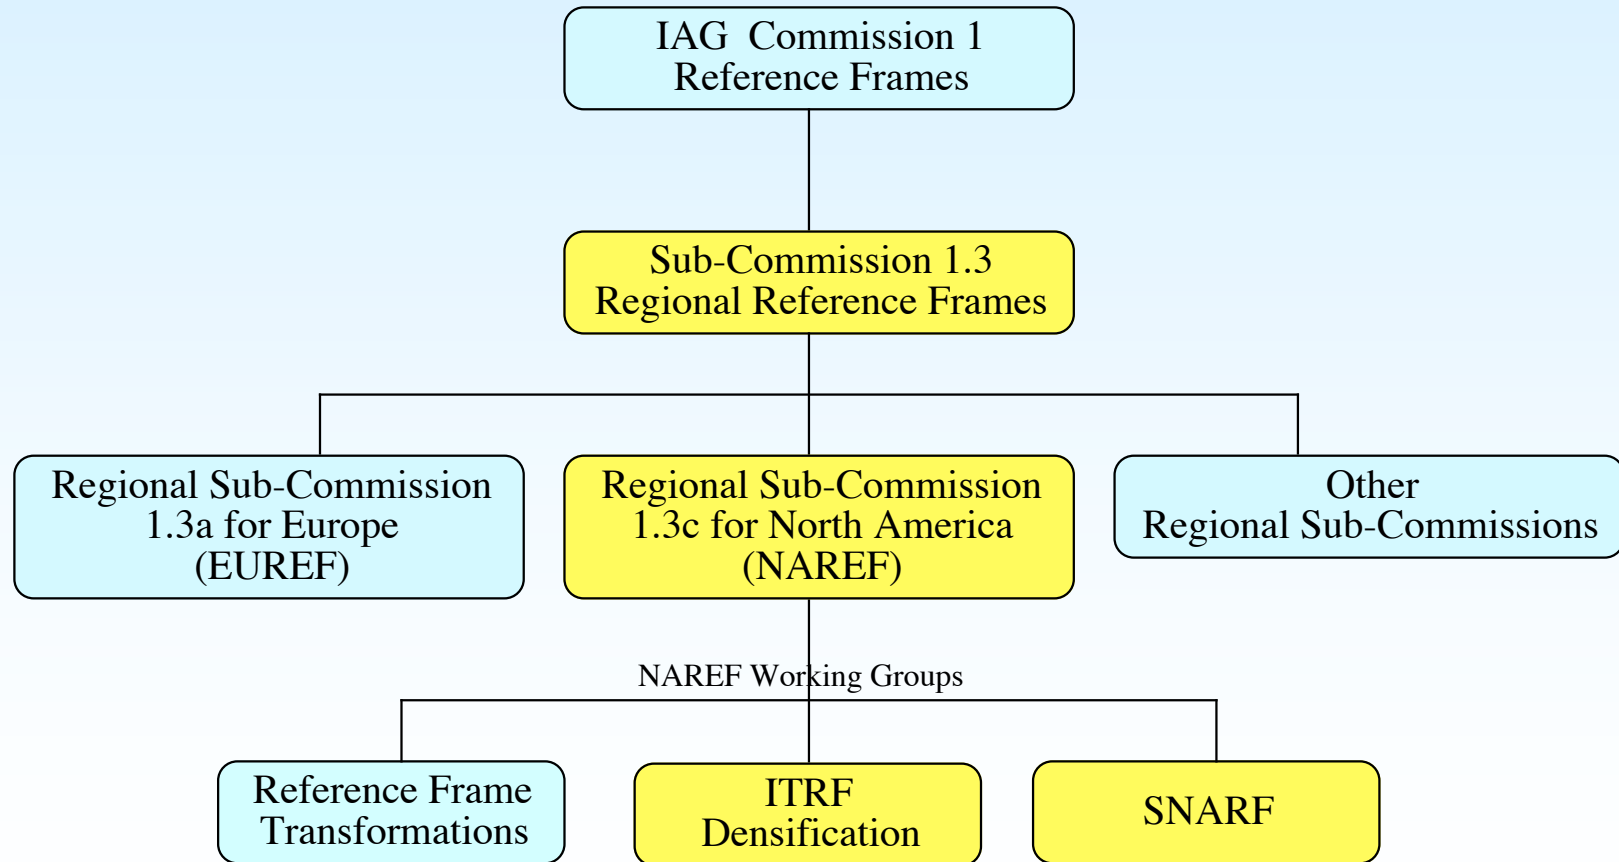 IAG Commission 1
Reference Frames
Sub-Commission 1.3
Regional Reference Frames
Regional Sub-Commission
1.3a for Europe
(EUREF)
Regional Sub-Commission
1.3c for North America
(NAREF)
Other
Regional Sub-Commissions
NAREF Working Groups
Reference Frame
Transformations
ITRF
Densification
SNARF